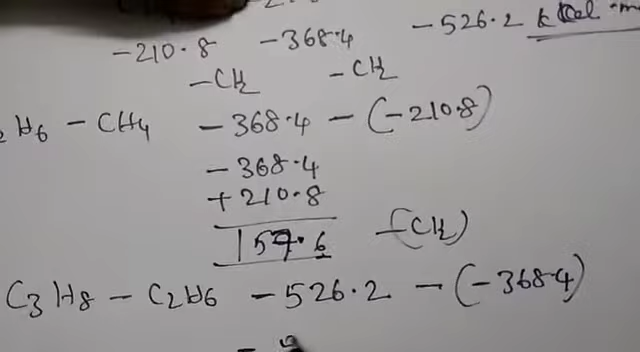 -210.8 -368.4 -526.2 kcal
-CH₂ -CH₂
H₆ - CH₄ -368.4 - (-210.8)
-368.4
+210.8
157.6 -(CH₂)
C₃H₈ - C₂H₆ -526.2 - (-368.4)
-